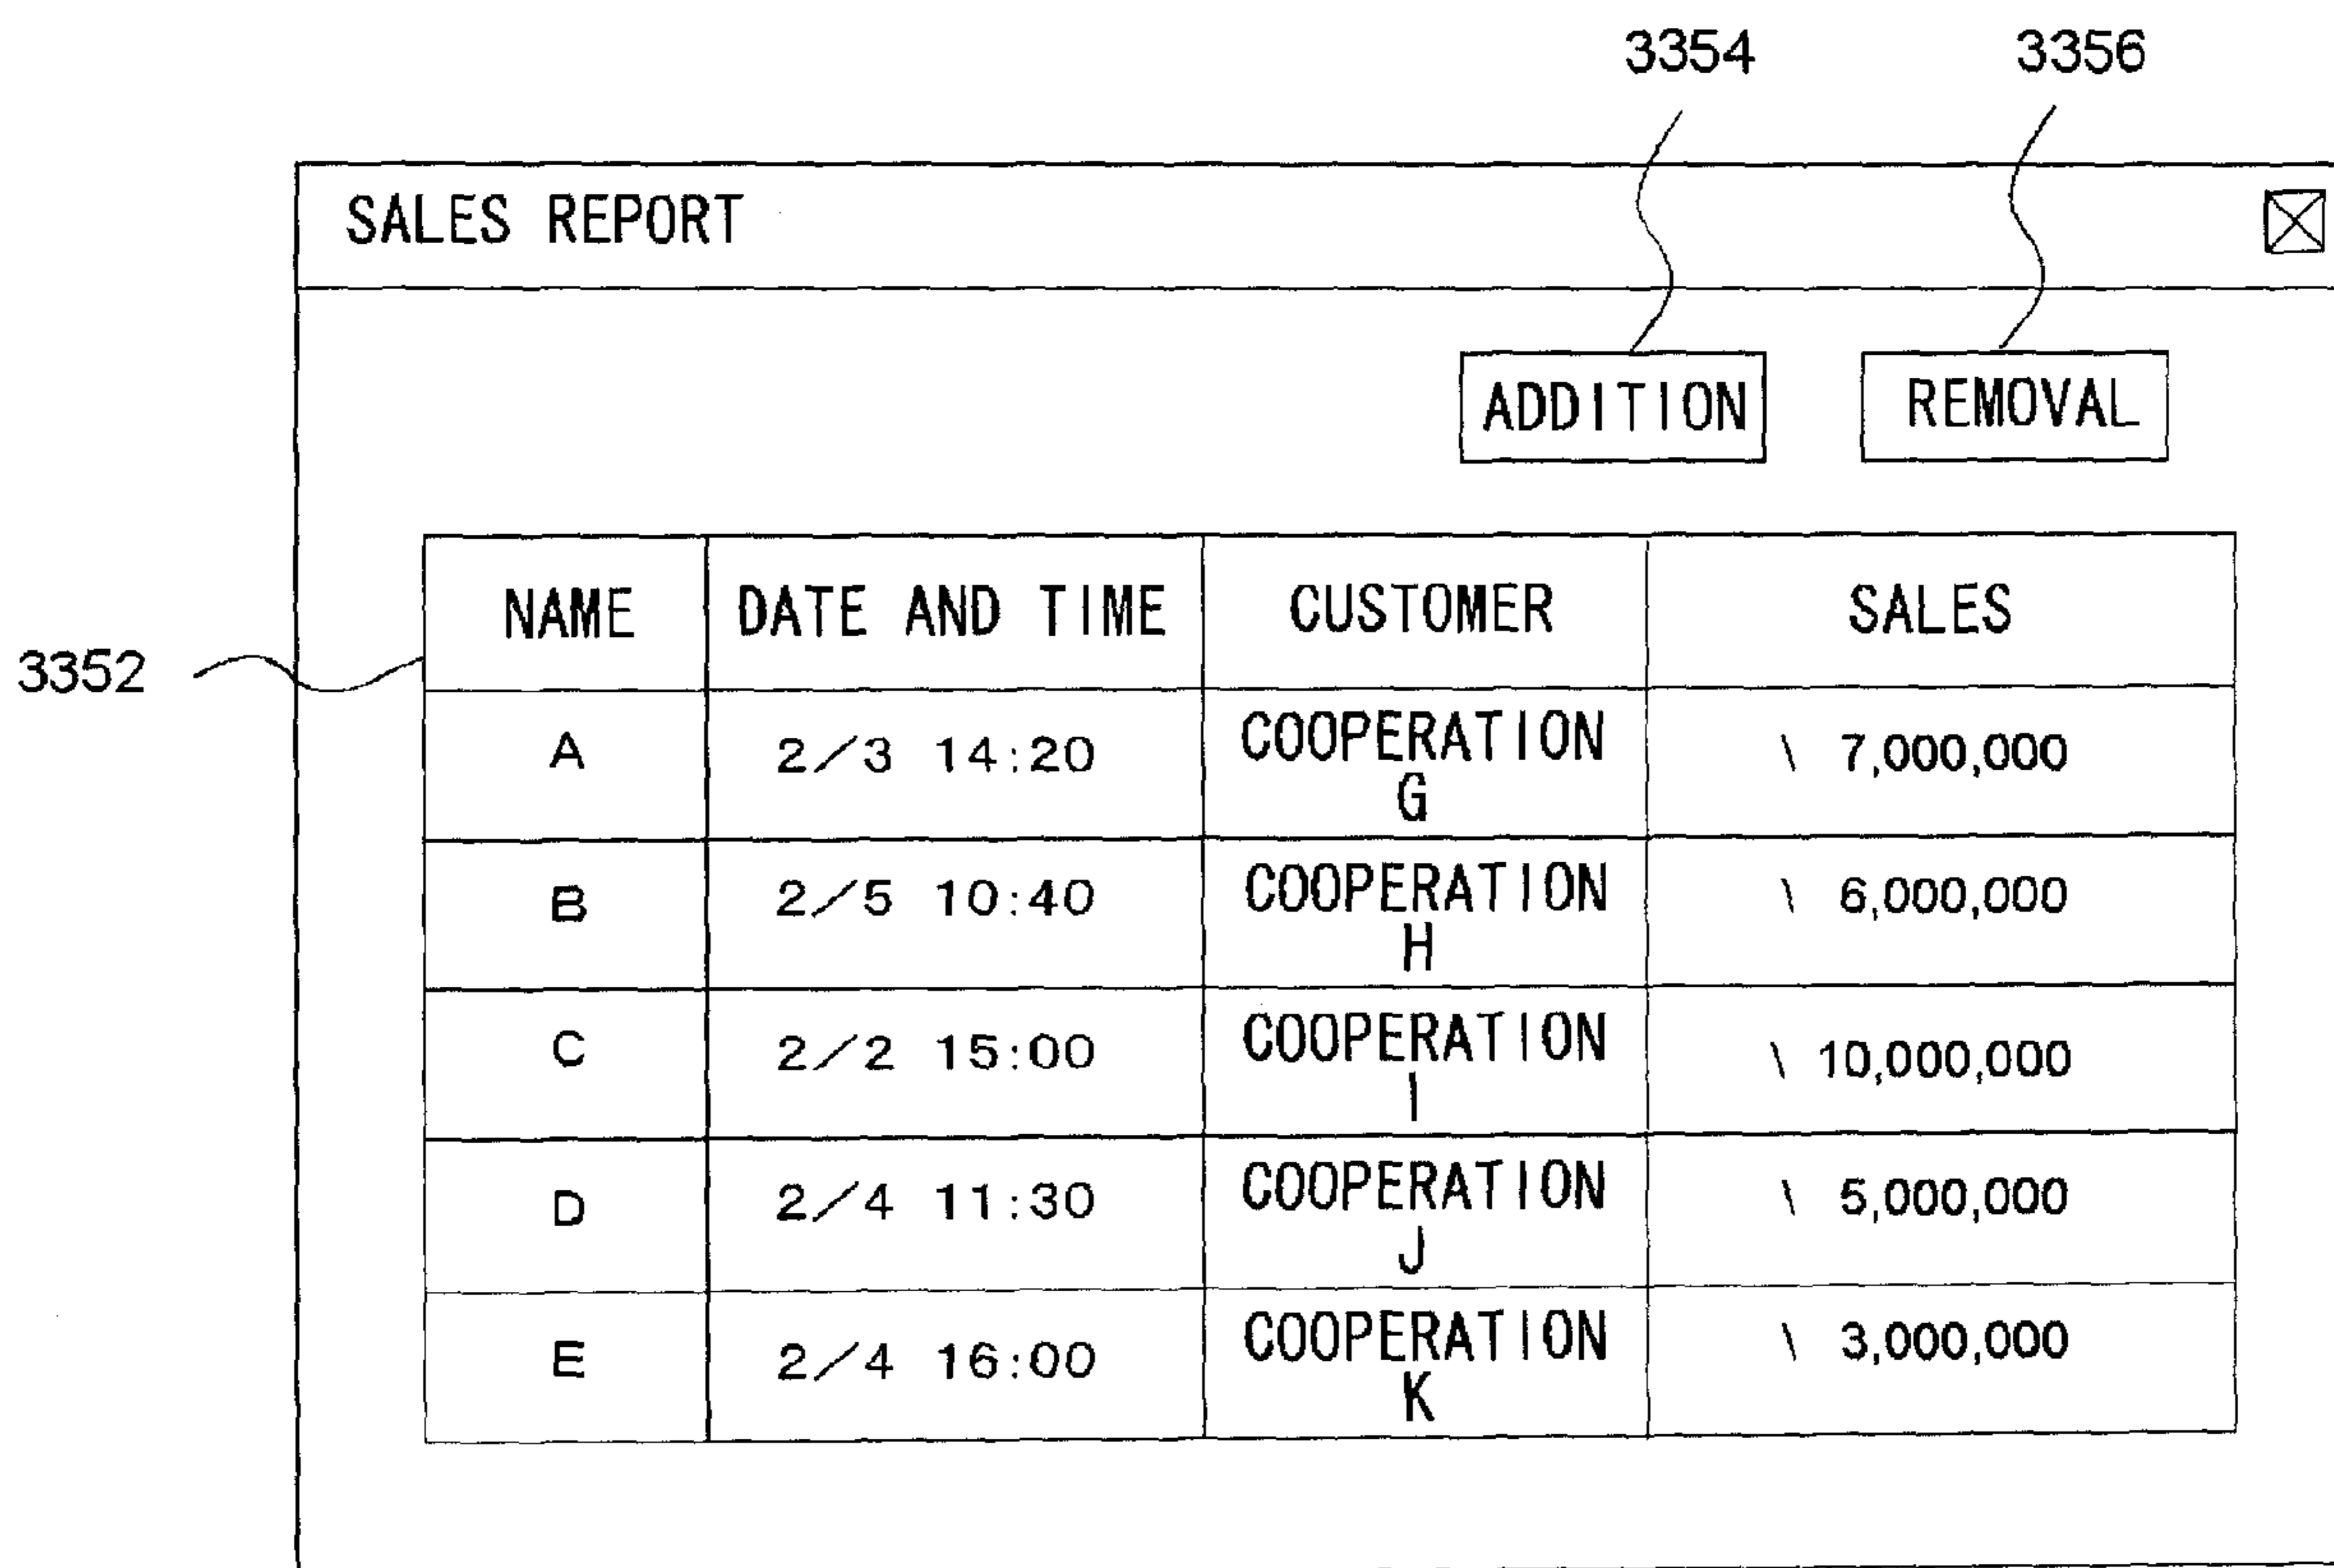 3354 3356
SALES REPORT
ADDITION REMOVAL
3352
NAME DATE AND TIME CUSTOMER SALES
A 2/3 14:20 COOPERATION G \ 7,000,000
B 2/5 10:40 COOPERATION H \ 6,000,000
C 2/2 15:00 COOPERATION I \ 10,000,000
D 2/4 11:30 COOPERATION J \ 5,000,000
E 2/4 16:00 COOPERATION K \ 3,000,000